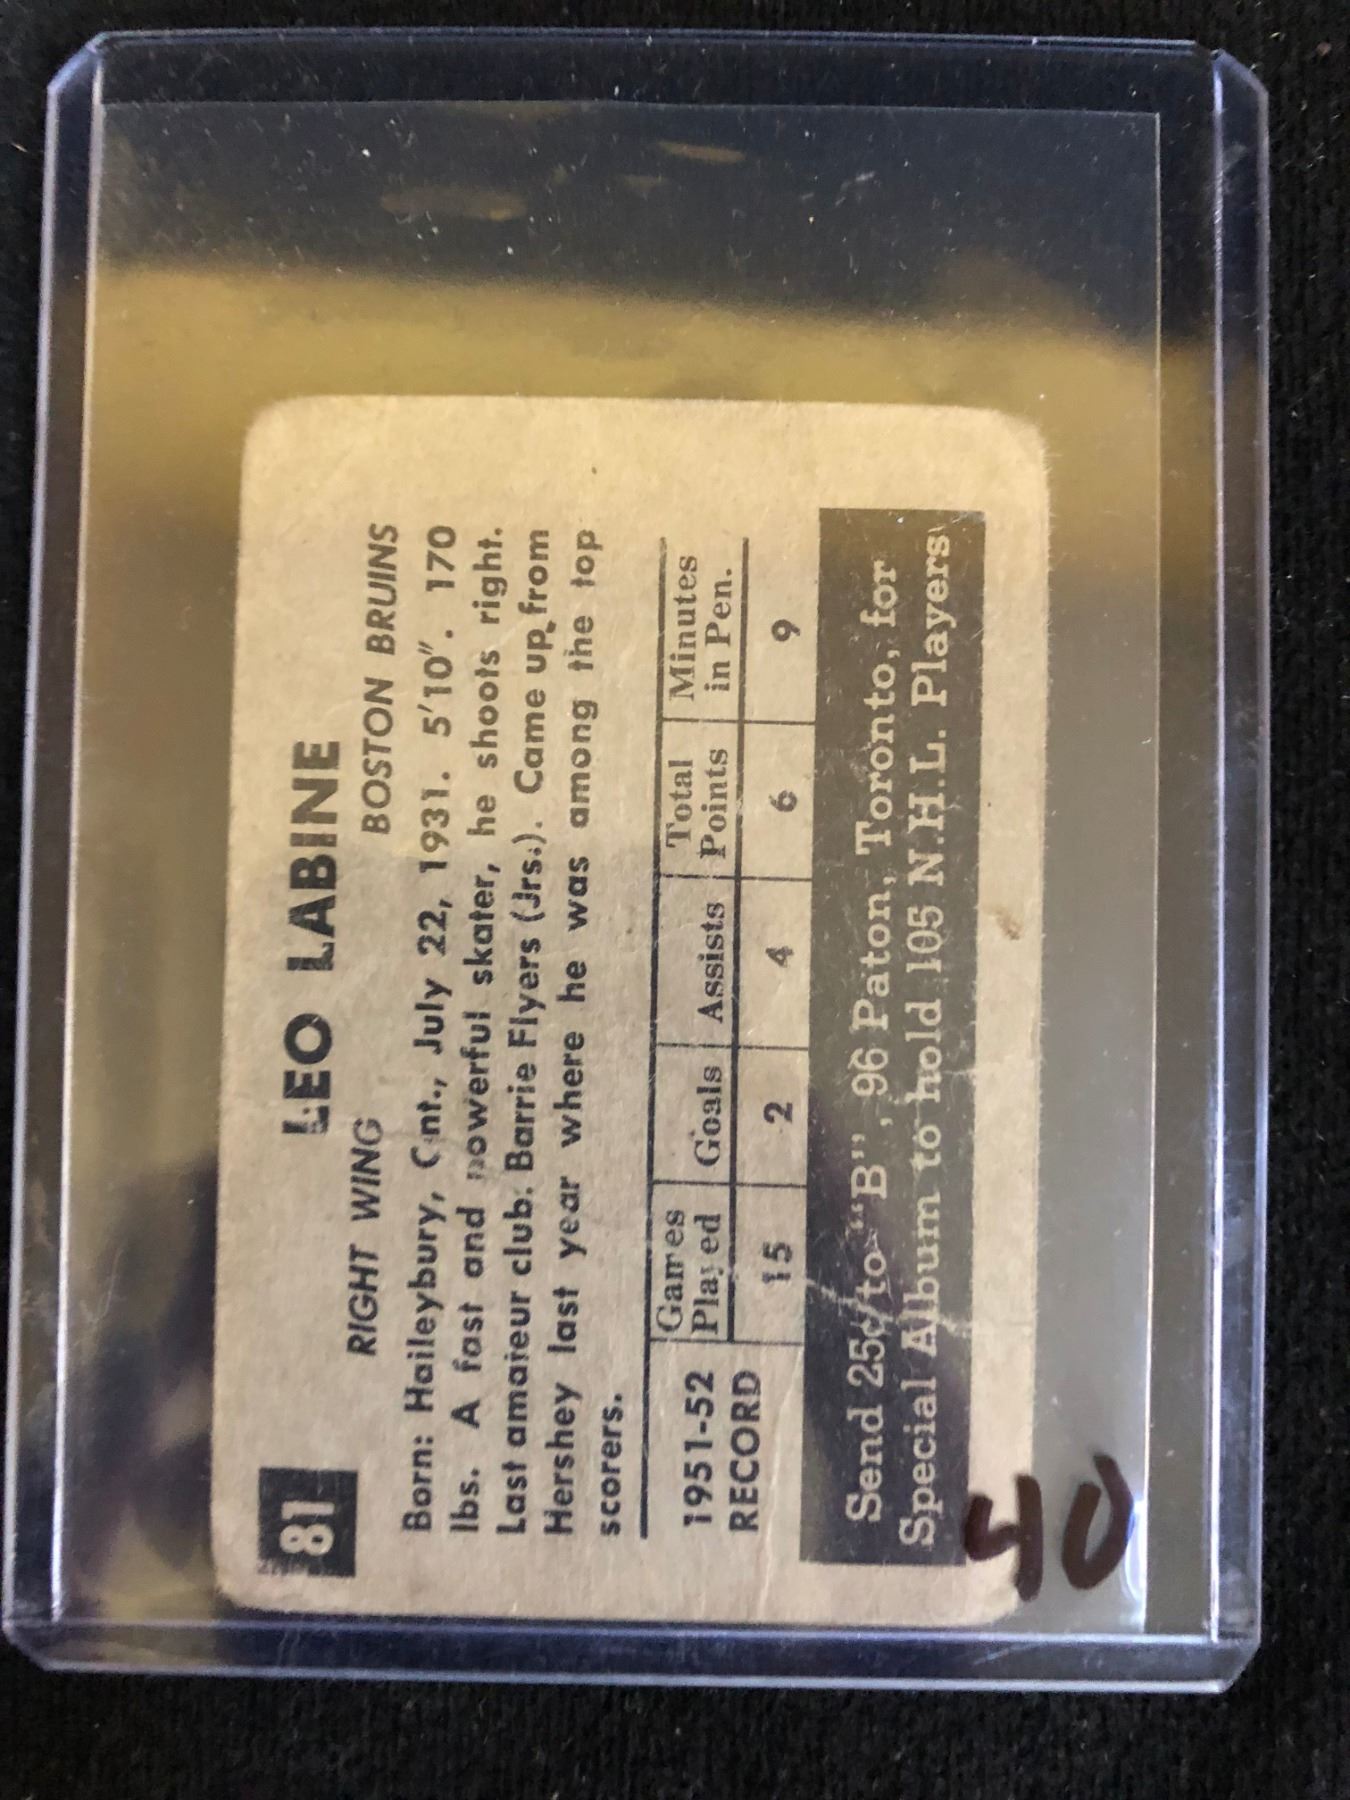 81
LEO LABINE
RIGHT WING BOSTON BRUINS
Born: Haileybury, Ont., July 22, 1931. 5'10". 170
lbs. A fast and powerful skater, he shoots right.
Last amateur club: Barrie Flyers (Jrs.). Came up from
Hershey last year where he was among the top
scorers.
1951-52 RECORD
Games Played Goals Assists Total Points Minutes in Pen.
15 2 4 6 9
Send 25¢ to "B", 96 Paton, Toronto, for
Special Album to hold 105 N.H.L. Players
40